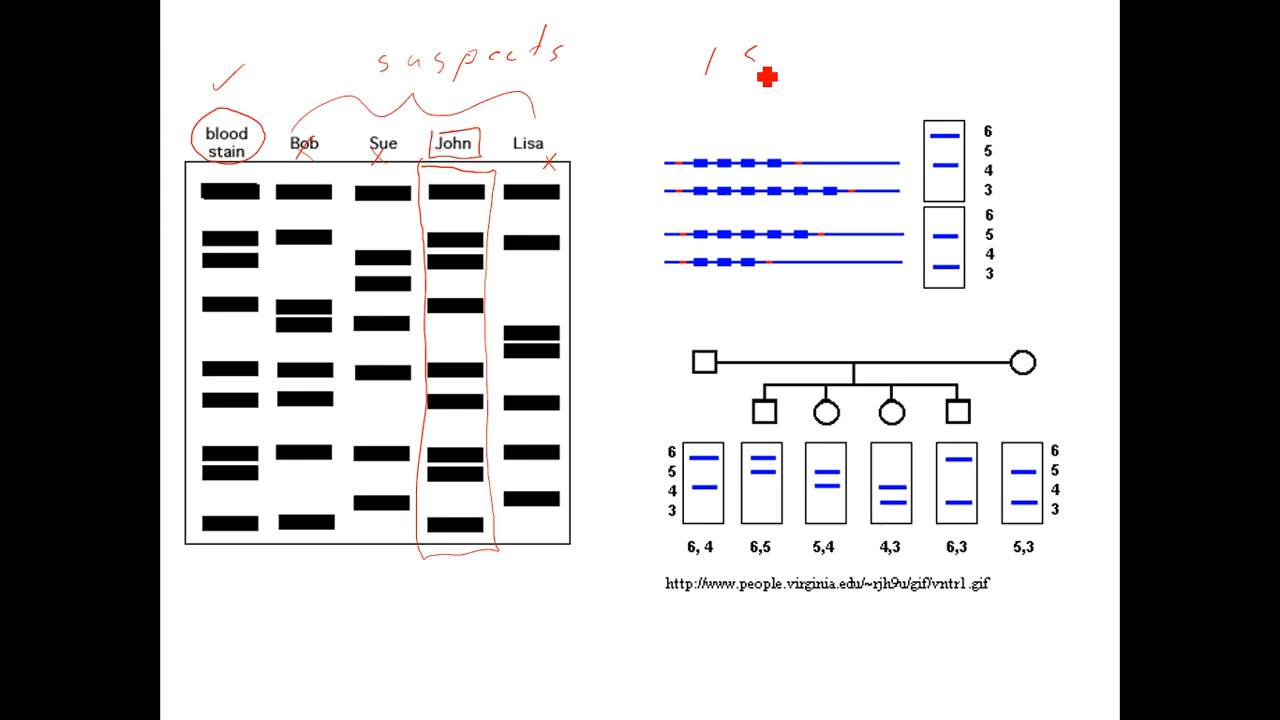 suspects
blood
stain
Bob Sue John Lisa
6
5
4
3
6
5
4
3
6
5
4
3
6
5
4
3
6, 4 6,5 5,4 4,3 6,3 5,3
http://www.people.virginia.edu/~rjh9u/gif/vntr1.gif